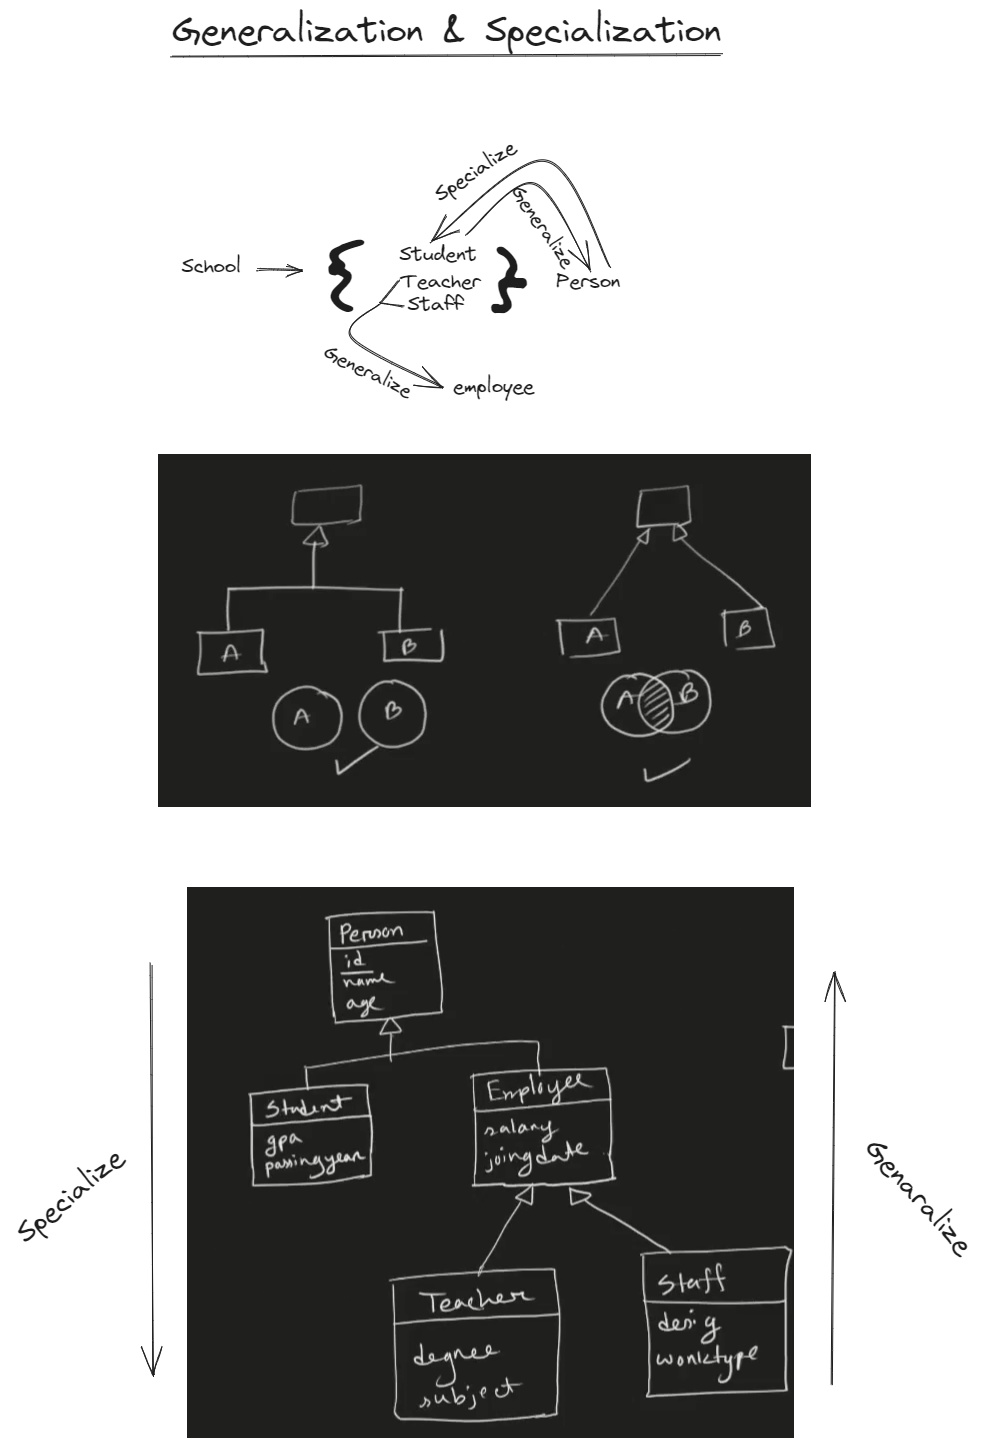 Generalization & Specialization
Specialize
Generalize
School
Student
Teacher
Staff
Person
Generalize
employee
A
B
A
B
A
B
A
B
Person
id
name
age
Student
gpa
passingyear
Employee
salary
joingdate
Specialize
Genaralize
Teacher
degree
subject
Staff
desig
worktype